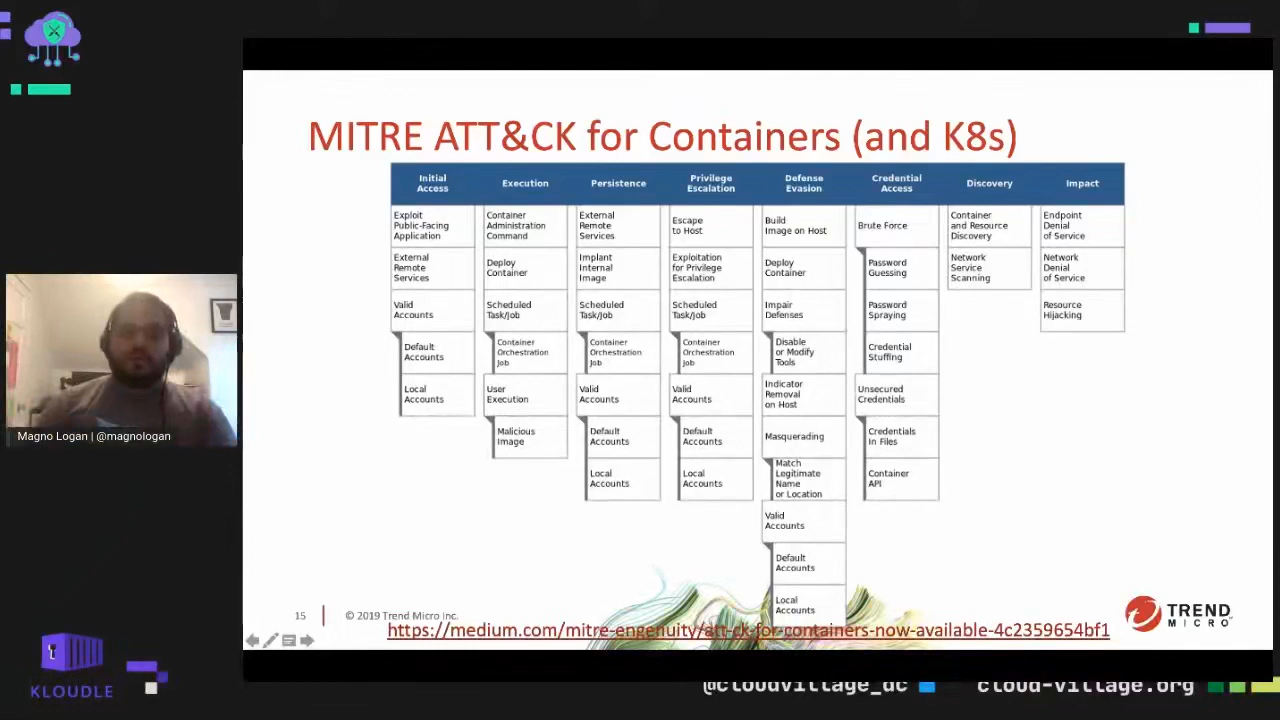 MITRE ATT&CK for Containers (and K8s)
Initial
Access
Exploit
Public-Facing
Application
External
Remote
Services
Valid
Accounts
Default
Accounts
Local
Accounts
Execution
Container
Administration
Command
Deploy
Container
Scheduled
Task/Job
Container
Orchestration
Job
User
Execution
Malicious
Image
Persistence
External
Remote
Services
Implant
Internal
Image
Scheduled
Task/Job
Container
Orchestration
Job
Valid
Accounts
Default
Accounts
Local
Accounts
Privilege
Escalation
Escape
to Host
Exploitation
for Privilege
Escalation
Scheduled
Task/Job
Container
Orchestration
Job
Valid
Accounts
Default
Accounts
Local
Accounts
Defense
Evasion
Build
Image on Host
Deploy
Container
Impair
Defenses
Disable
or Modify
Tools
Indicator
Removal
on Host
Masquerading
Match
Legitimate
Name
or Location
Valid
Accounts
Default
Accounts
Local
Accounts
Credential
Access
Brute Force
Password
Guessing
Password
Spraying
Credential
Stuffing
Unsecured
Credentials
Credentials
In Files
Container
API
Discovery
Container
and Resource
Discovery
Network
Service
Scanning
Impact
Endpoint
Denial
of Service
Network
Denial
of Service
Resource
Hijacking
Magno Logan | @magnologan
15
© 2019 Trend Micro Inc.
https://medium.com/mitre-engenuity/att-ck-for-containers-now-available-4c2359654bf1
TREND
MICRO™
KLOUDLE
@cloudvillage_dc
cloud-village.org